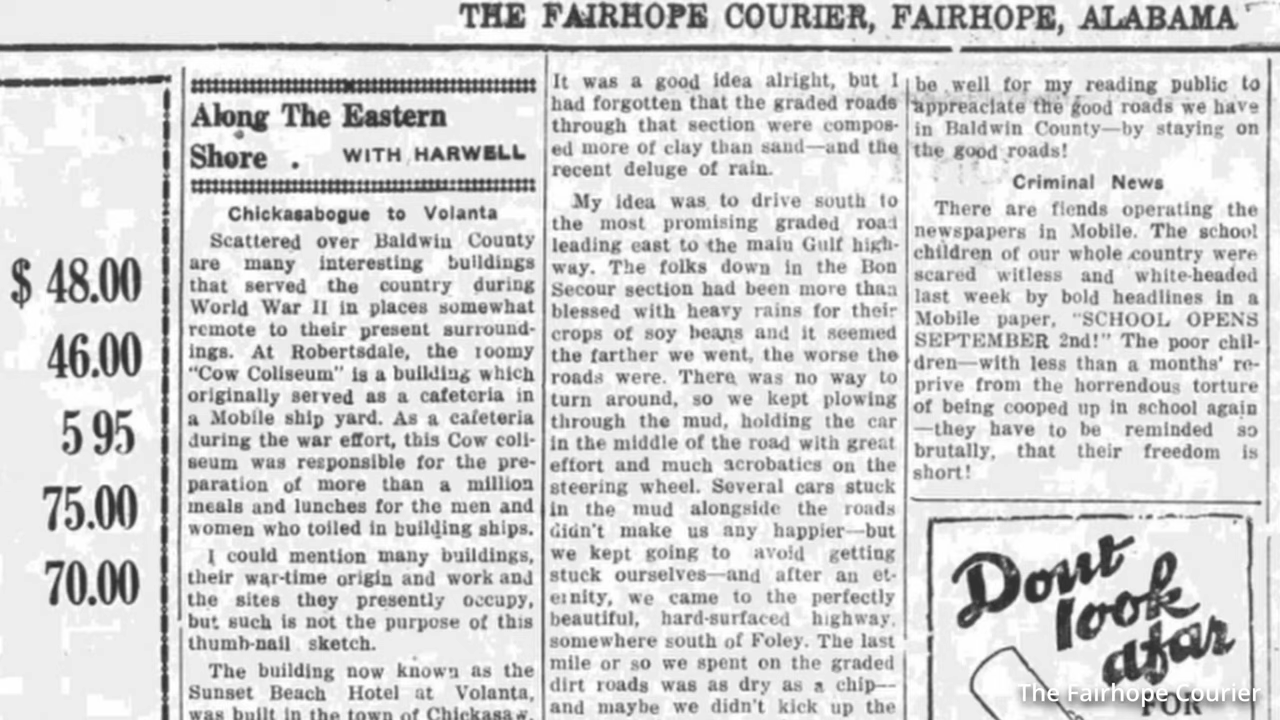 THE FAIRHOPE COURIER, FAIRHOPE, ALABAMA
$ 48.00
46.00
5 95
75.00
70.00
Along The Eastern
Shore . WITH HARWELL
Chickasabogue to Volanta
Scattered over Baldwin County
are many interesting buildings
that served the country during
World War II in places somewhat
remote to their present surround-
ings. At Robertsdale, the roomy
"Cow Coliseum" is a building which
originally served as a cafeteria in
a Mobile ship yard. As a cafeteria
during the war effort, this Cow coli-
seum was responsible for the pre-
paration of more than a million
meals and lunches for the men and
women who toiled in building ships.
I could mention many buildings,
their war-time origin and work and
the sites they presently occupy,
but such is not the purpose of this
thumb-nail sketch.
The building now known as the
Sunset Beach Hotel at Volanta,
was built in the town of Chickasaw,
It was a good idea alright, but I
had forgotten that the graded roads
through that section were compos-
ed more of clay than sand—and the
recent deluge of rain.
My idea was to drive south to
the most promising graded road
leading east to the main Gulf high-
way. The folks down in the Bon
Secour section had been more than
blessed with heavy rains for their
crops of soy beans and it seemed
the farther we went, the worse the
roads were. There was no way to
turn around, so we kept plowing
through the mud, holding the car
in the middle of the road with great
effort and much acrobatics on the
steering wheel. Several cars stuck
in the mud alongside the roads
didn't make us any happier—but
we kept going to avoid getting
stuck ourselves—and after an et-
ernity, we came to the perfectly
beautiful, hard-surfaced highway,
somewhere south of Foley. The last
mile or so we spent on the graded
dirt roads was as dry as a chip—
and maybe we didn't kick up the
be well for my reading public to
appreaciate the good roads we have
in Baldwin County—by staying on
the good roads!
Criminal News
There are fiends operating the
newspapers in Mobile. The school
children of our whole country were
scared witless and white-headed
last week by bold headlines in a
Mobile paper, "SCHOOL OPENS
SEPTEMBER 2nd!" The poor chil-
dren—with less than a months' re-
prive from the horrendous torture
of being cooped up in school again
—they have to be reminded so
brutally, that their freedom is
short!
Dont
look
afar
FOR
The Fairhope Courier